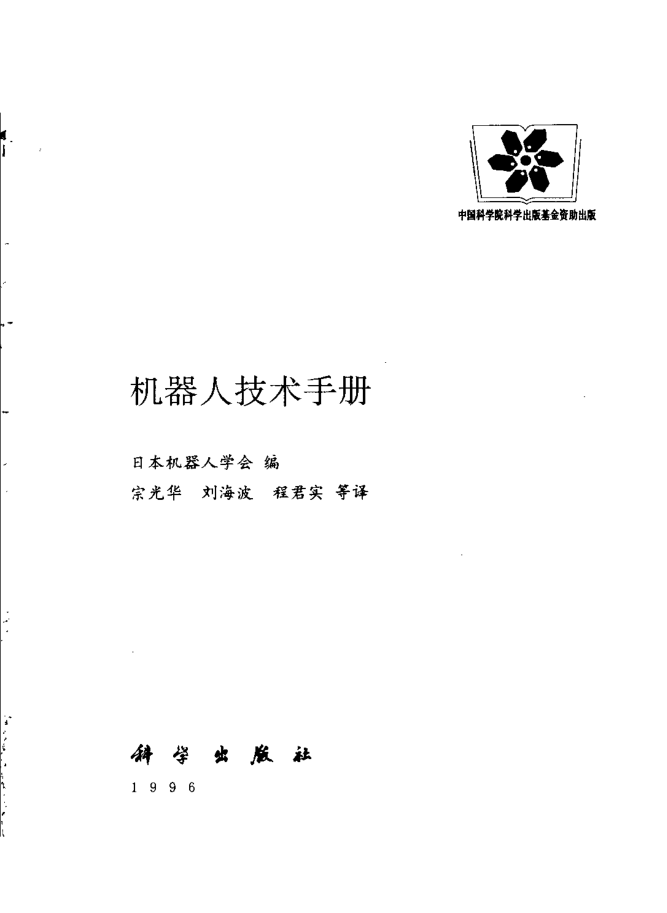 中国科学院科学出版基金资助出版
机器人技术手册
日本机器人学会 编
宗光华 刘海波 程君实 等译
科学出版社
1996